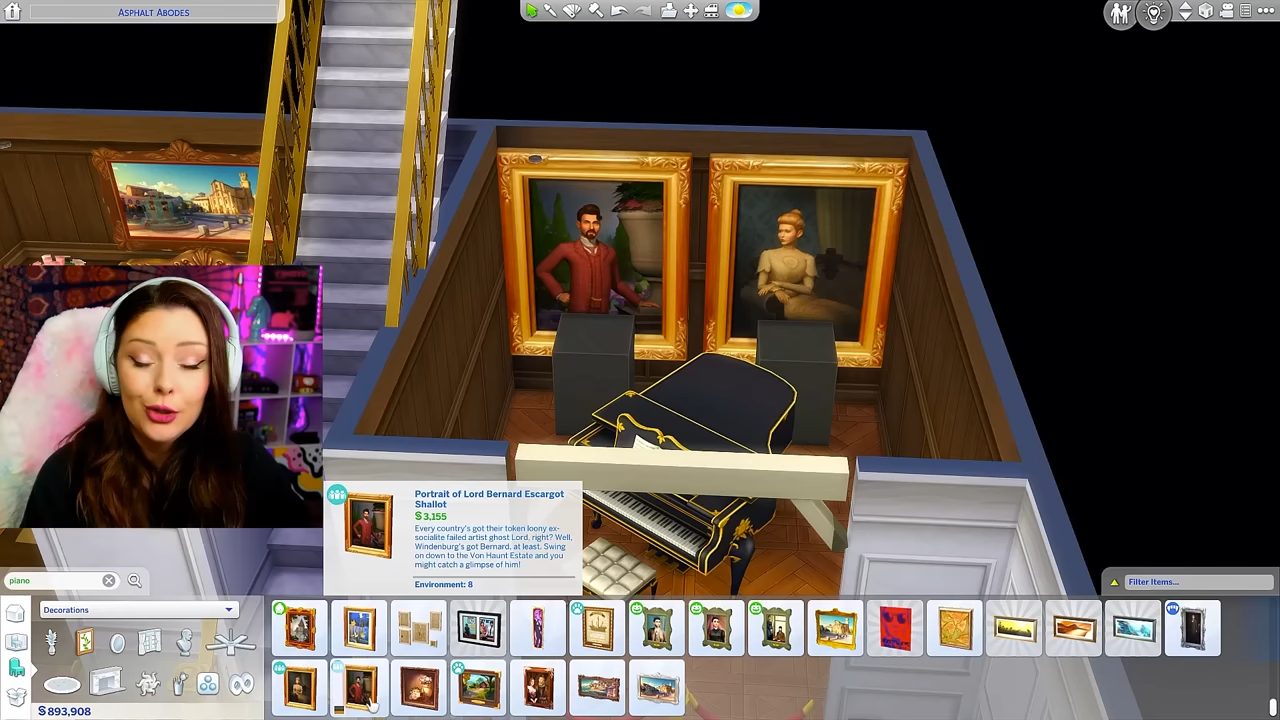 ASPHALT ABODES
Portrait of Lord Bernard Escargot
Shallot
§3,155
Every country's got their token loony ex-
socialite failed artist ghost Lord, right? Well,
Windenburg's got Bernard, at least. Swing
on down to the Von Haunt Estate and you
might catch a glimpse of him!
Environment: 8
piano
Filter Items...
Decorations
§893,908